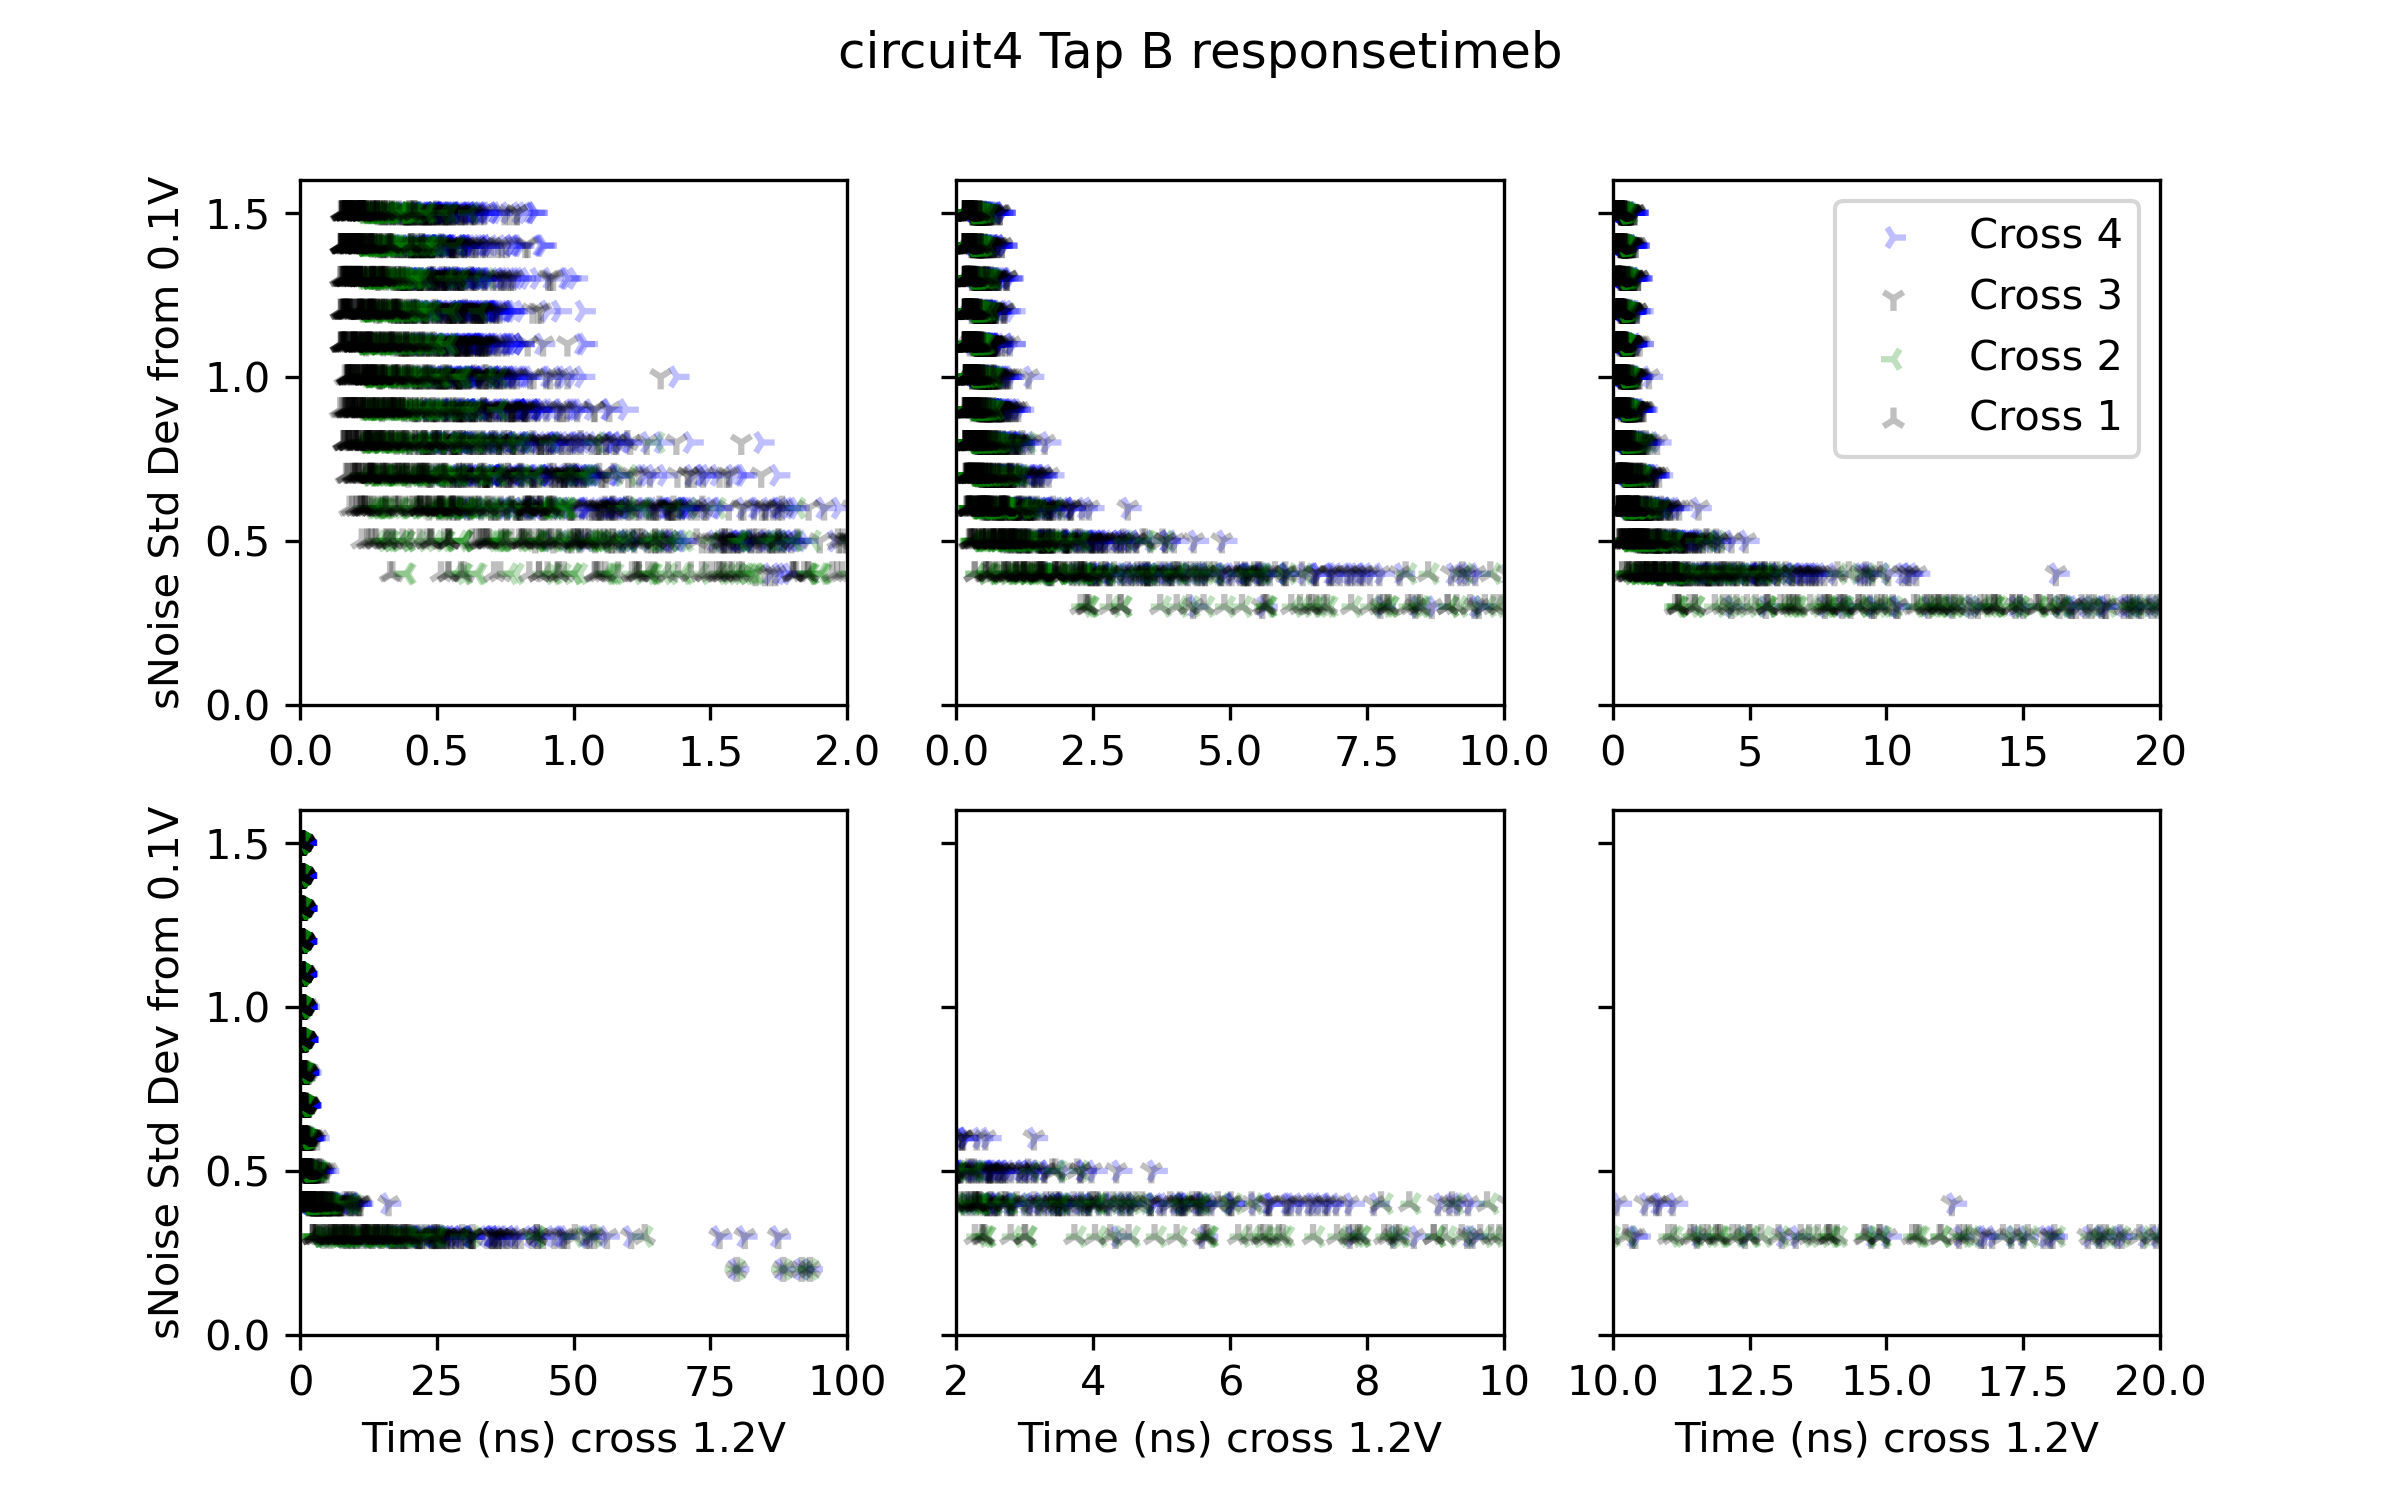 circuit4 Tap B responsetimeb
sNoise Std Dev from 0.1V
1.5
1.0
0.5
0.0
0.0 0.5 1.0 1.5 2.0
0.0 2.5 5.0 7.5 10.0
Cross 4
Cross 3
Cross 2
Cross 1
0 5 10 15 20
sNoise Std Dev from 0.1V
1.5
1.0
0.5
0.0
0 25 50 75 100
Time (ns) cross 1.2V
2 4 6 8 10
Time (ns) cross 1.2V
10.0 12.5 15.0 17.5 20.0
Time (ns) cross 1.2V